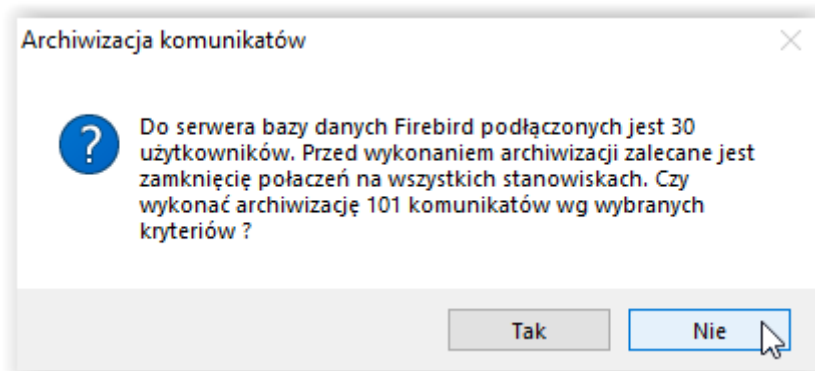 Archiwizacja komunikatów
Do serwera bazy danych Firebird podłączonych jest 30
użytkowników. Przed wykonaniem archiwizacji zalecane jest
zamknięcie połaczeń na wszystkich stanowiskach. Czy
wykonać archiwizację 101 komunikatów wg wybranych
kryteriów ?
Tak
Nie